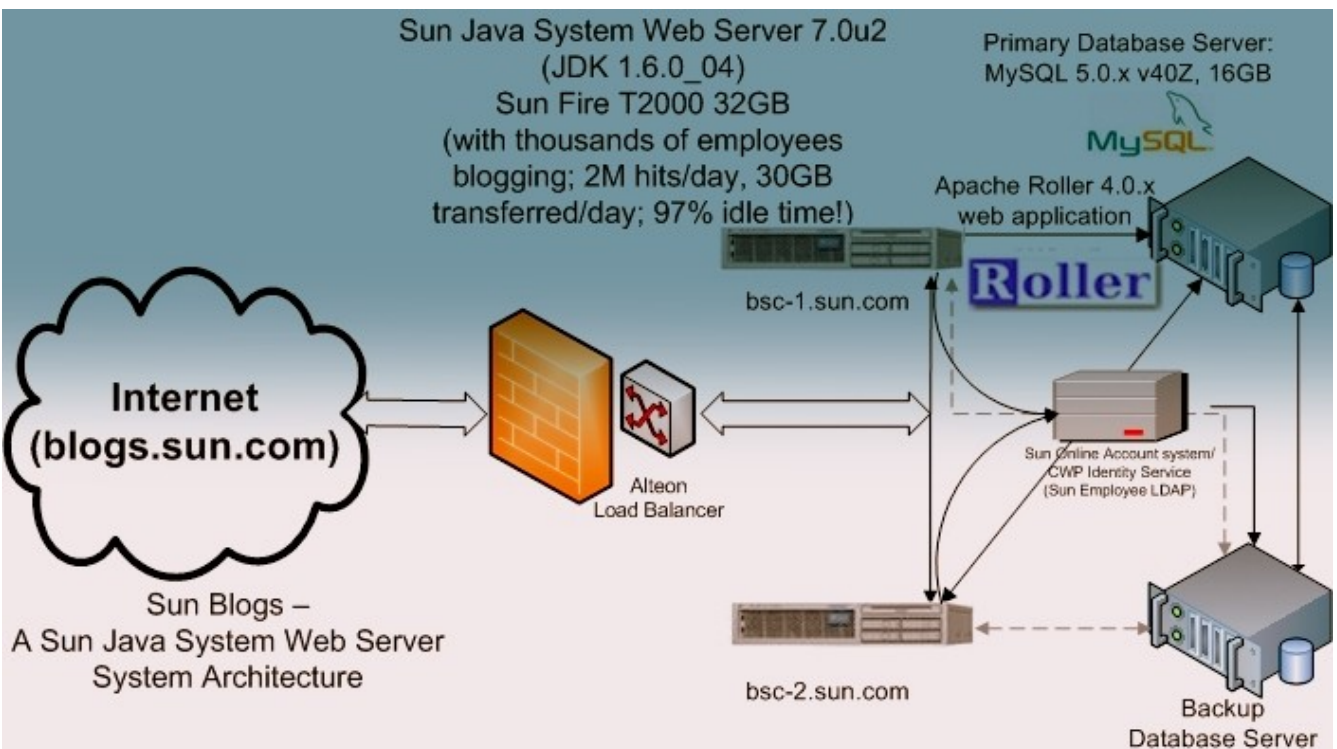 Sun Java System Web Server 7.0u2
(JDK 1.6.0_04)
Sun Fire T2000 32GB
(with thousands of employees
blogging; 2M hits/day, 30GB
transferred/day; 97% idle time!)
Primary Database Server:
MySQL 5.0.x v40Z, 16GB
MySQL
Apache Roller 4.0.x
web application
Roller
bsc-1.sun.com
Internet
(blogs.sun.com)
Alteon
Load Balancer
Sun Online Account system/
CWP Identity Service
(Sun Employee LDAP)
Sun Blogs –
A Sun Java System Web Server
System Architecture
bsc-2.sun.com
Backup
Database Server